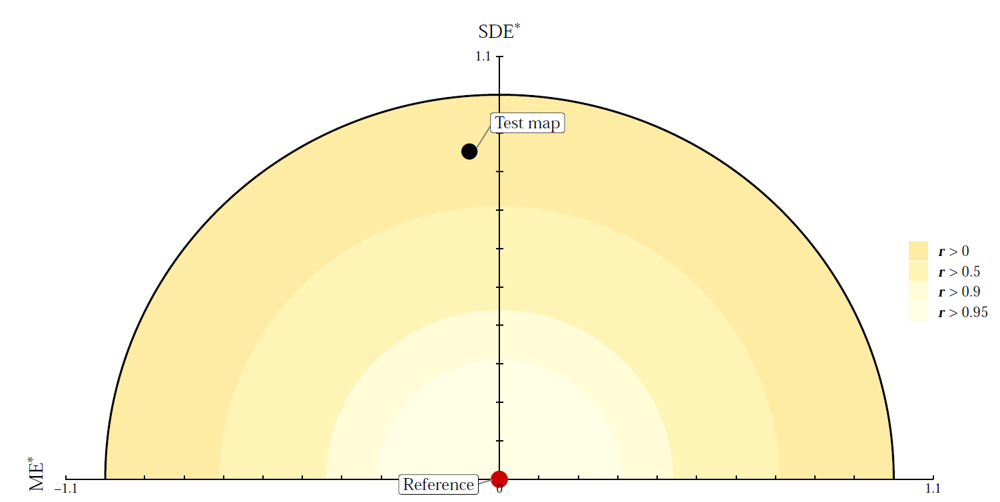 SDE*
1.1
Test map
r > 0
r > 0.5
r > 0.9
r > 0.95
ME*
Reference
−1.1
0
1.1